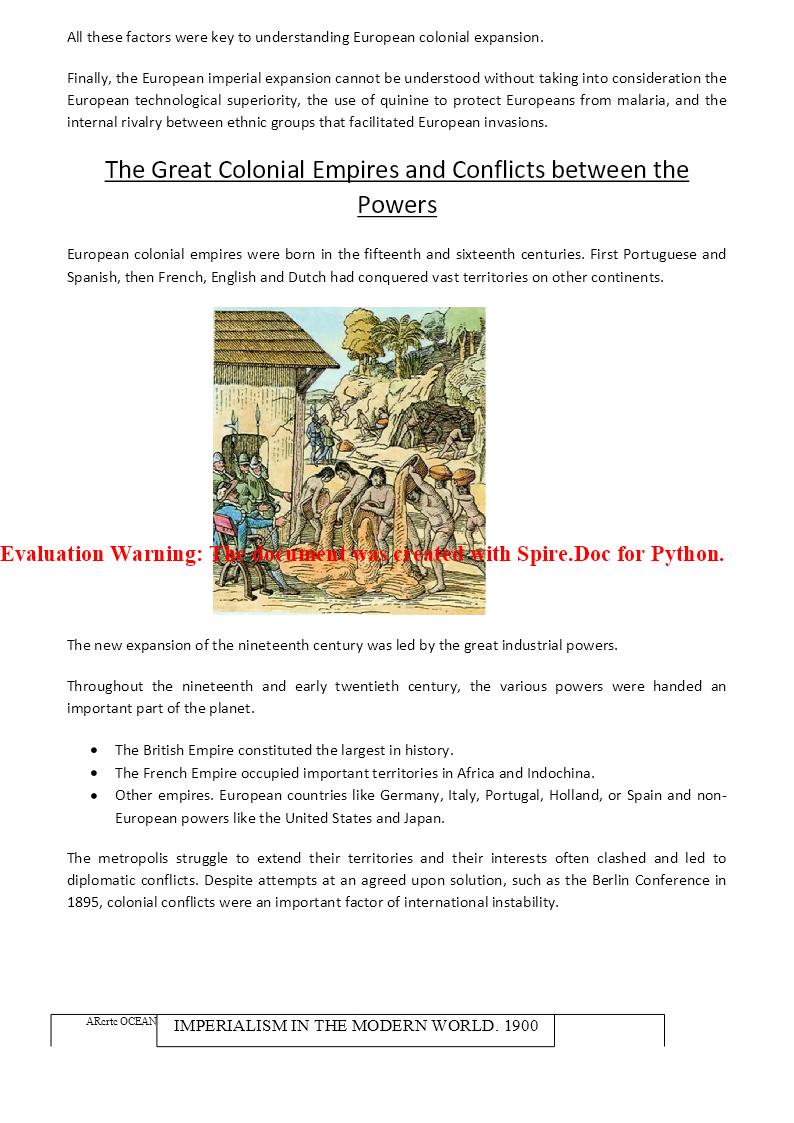 All these factors were key to understanding European colonial expansion.
Finally, the European imperial expansion cannot be understood without taking into consideration the
European technological superiority, the use of quinine to protect Europeans from malaria, and the
internal rivalry between ethnic groups that facilitated European invasions.
The Great Colonial Empires and Conflicts between the
Powers
European colonial empires were born in the fifteenth and sixteenth centuries. First Portuguese and
Spanish, then French, English and Dutch had conquered vast territories on other continents.
Evaluation Warning: The document was created with Spire.Doc for Python.
The new expansion of the nineteenth century was led by the great industrial powers.
Throughout the nineteenth and early twentieth century, the various powers were handed an
important part of the planet.
• The British Empire constituted the largest in history.
• The French Empire occupied important territories in Africa and Indochina.
• Other empires. European countries like Germany, Italy, Portugal, Holland, or Spain and non-
European powers like the United States and Japan.
The metropolis struggle to extend their territories and their interests often clashed and led to
diplomatic conflicts. Despite attempts at an agreed upon solution, such as the Berlin Conference in
1895, colonial conflicts were an important factor of international instability.
OCEAN
IMPERIALISM IN THE MODERN WORLD. 1900